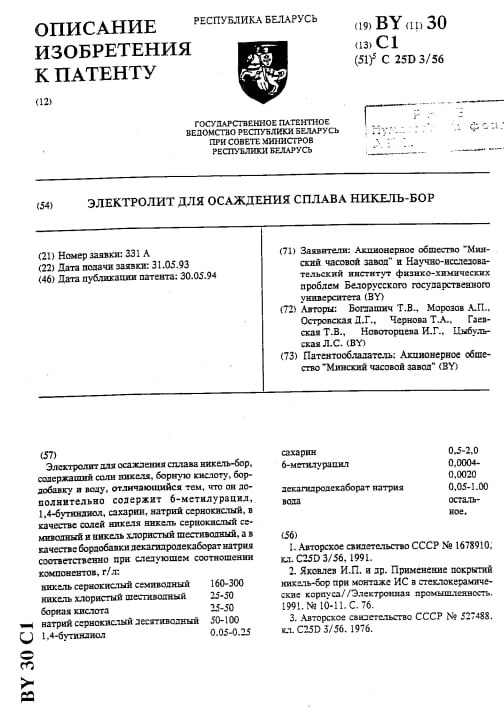 ОПИСАНИЕ
ИЗОБРЕТЕНИЯ
К ПАТЕНТУ
(12)
РЕСПУБЛИКА БЕЛАРУСЬ
ГОСУДАРСТВЕННОЕ ПАТЕНТНОЕ
ВЕДОМСТВО РЕСПУБЛИКИ БЕЛАРУСЬ
ПРИ СОВЕТЕ МИНИСТРОВ
РЕСПУБЛИКИ БЕЛАРУСЬ
(19) BY (11) 30
(13) C1
(51)⁵ C 25D 3/56
(54) ЭЛЕКТРОЛИТ ДЛЯ ОСАЖДЕНИЯ СПЛАВА НИКЕЛЬ-БОР
(21) Номер заявки: 331 A
(22) Дата подачи заявки: 31.05.93
(46) Дата публикации патента: 30.05.94
(71) Заявители: Акционерное общество "Мин-
ский часовой завод" и Научно-исследова-
тельский институт физико-химических
проблем Белорусского государственного
университета (BY)
(72) Авторы: Богдашич Т.В., Морозов А.П.,
Островская Д.Г., Чернова Т.А., Гаев-
ская Т.В., Новоторцева И.Г., Цыбуль-
ская Л.С. (BY)
(73) Патентообладатель: Акционерное обще-
ство "Минский часовой завод" (BY)
(57)
Электролит для осаждения сплава никель-бор,
содержащий соли никеля, борную кислоту, бор-
добавку и воду, отличающийся тем, что он до-
полнительно содержит 6-метилурацил,
1,4-бутиндиол, сахарин, натрий сернокислый, в
качестве солей никеля никель сернокислый се-
миводный и никель хлористый шестиводный, а в
качестве бордобавки декагидродекаборат натрия
соответственно при следующем соотношении
компонентов, г/л:
никель сернокислый семиводный 160-300
никель хлористый шестиводный 25-50
борная кислота 25-50
натрий сернокислый десятиводный 50-100
1,4-бутиндиол 0.05-0.25
сахарин 0,5-2,0
6-метилурацил 0,0004-
0,0020
декагидродекаборат натрия 0,05-1.00
вода осталь-
ное.
(56)
1. Авторское свидетельство СССР № 1678910,
кл. C25D 3/56, 1991.
2. Яковлев И.П. и др. Применение покрытий
никель-бор при монтаже ИС в стеклокерамиче-
ские корпуса//Электронная промышленность.
1991. № 10-11. С. 76.
3. Авторское свидетельство СССР № 527488.
кл. C25D 3/56. 1976.
BY 30 C1